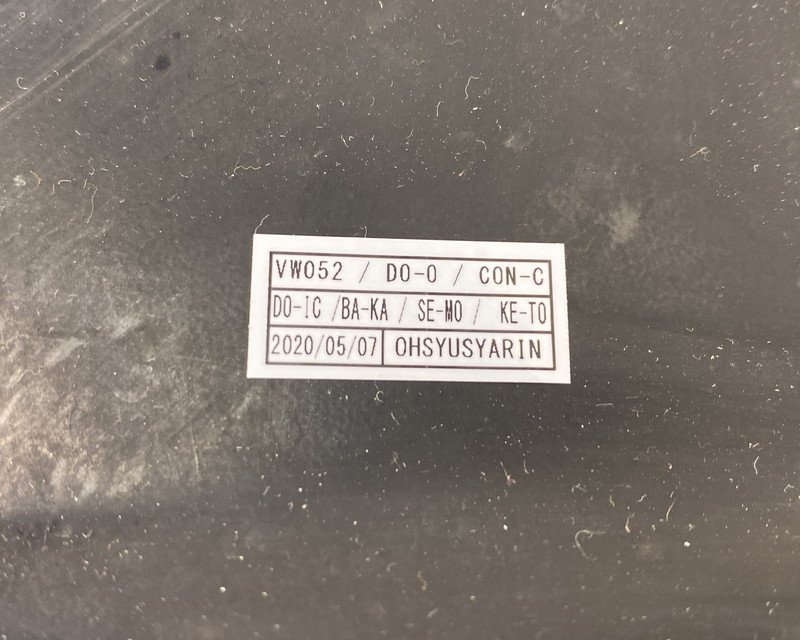 VW052 / DO-O / CON-C
DO-IC /BA-KA / SE-MO / KE-TO
2020/05/07 OHSYUSYARIN